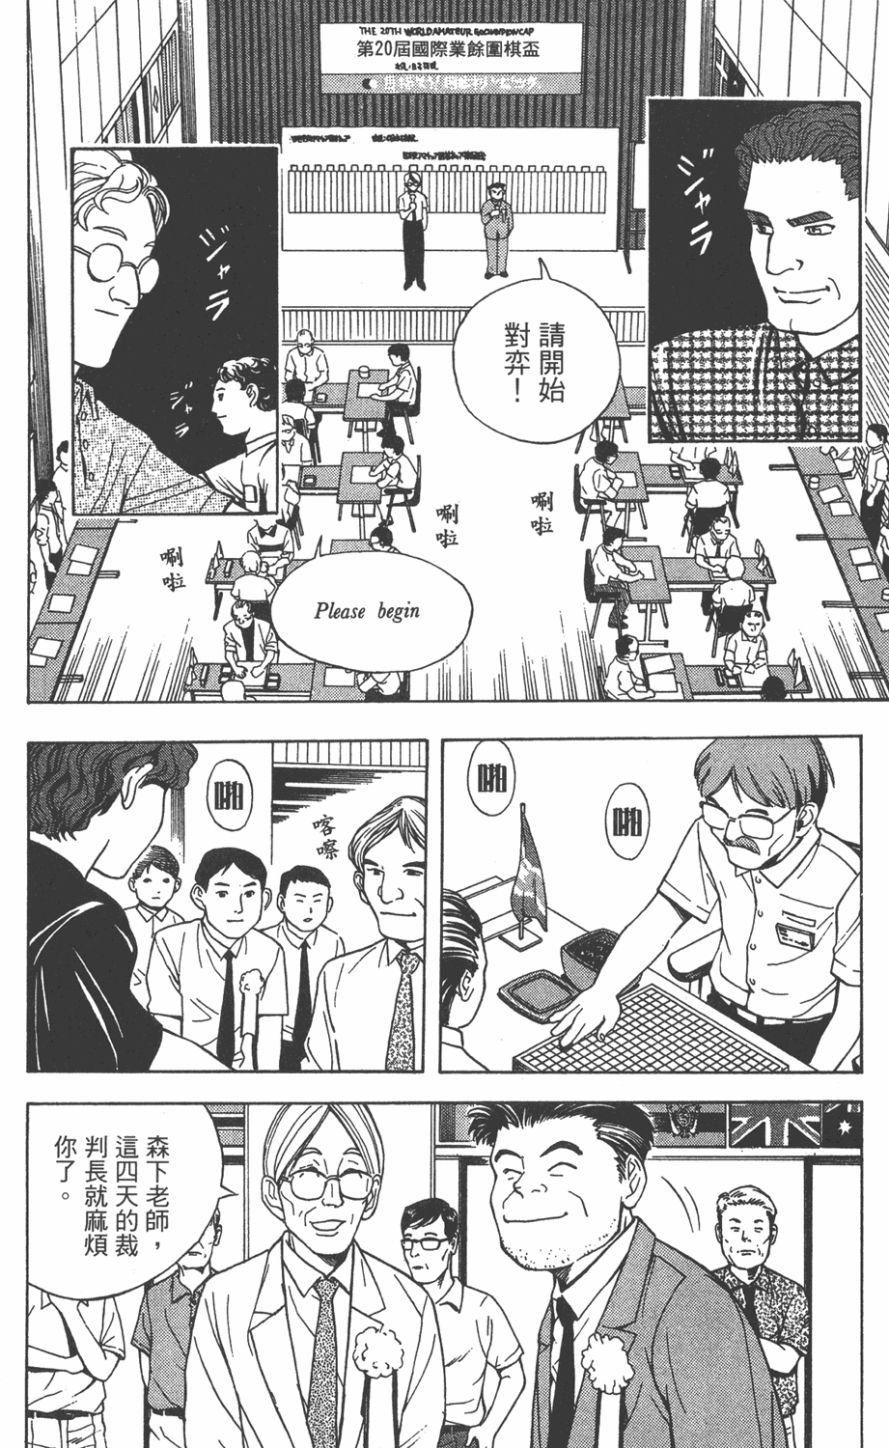 THE 20TH WORLD AMATEUR GO CHAMPIONCAP
第20屆國際業餘圍棋盃
ジャラ
ジャラ
ジャラ
請開始
對弈！
唰啦
唰啦
唰啦
Please begin
啪
啪
啪
喀嚓
森下老師，
這四天的裁
判長就麻煩
你了。